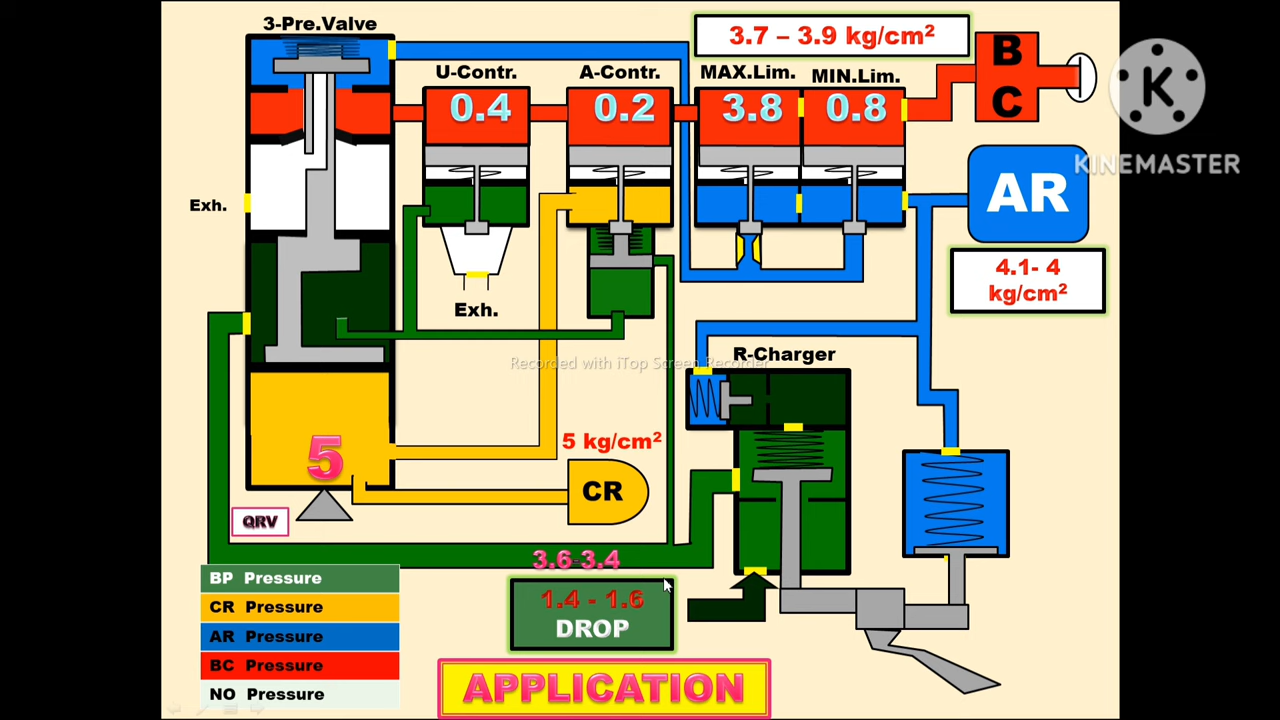 3-Pre.Valve
3.7 – 3.9 kg/cm²
B
C
K
KINEMASTER
U-Contr.
A-Contr.
MAX.Lim.
MIN.Lim.
0.4
0.2
3.8
0.8
Exh.
AR
4.1- 4
kg/cm²
Exh.
Recorded with iTop Screen Recorder
R-Charger
5
5 kg/cm²
CR
QRV
3.6-3.4
1.4 - 1.6
DROP
BP Pressure
CR Pressure
AR Pressure
BC Pressure
NO Pressure
APPLICATION